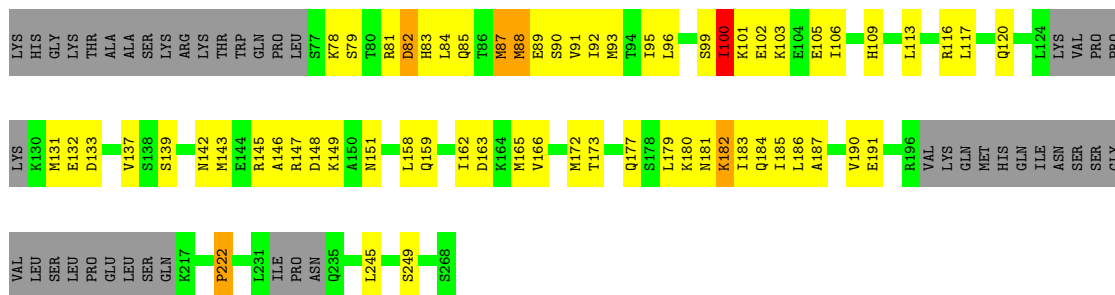 LYS HIS GLY LYS THR ALA ALA SER LYS ARG LYS THR TRP GLN PRO LEU S77 K78 S79 T80 R81 D82 H83 L84 Q85 T86 M87 M88 E89 S90 V91 I92 M93 T94 I95 L96 S99 I100 K101 E102 K103 E104 E105 I106 H109 L113 R116 L117 Q120 L124 LYS VAL PRO PRO
LYS K130 M131 E132 D133 V137 S138 S139 N142 M143 E144 R145 A146 R147 D148 K149 A150 N151 L158 Q159 I162 D163 K164 M165 V166 M172 T173 Q177 S178 L179 K180 N181 K182 I183 Q184 I185 L186 A187 V190 E191 R196 VAL LYS GLN MET HIS GLN ILE ASN SER SER GLY
VAL LEU SER LEU PRO GLU LEU SER GLN K217 P222 L231 ILE PRO ASN Q235 L245 S249 S268